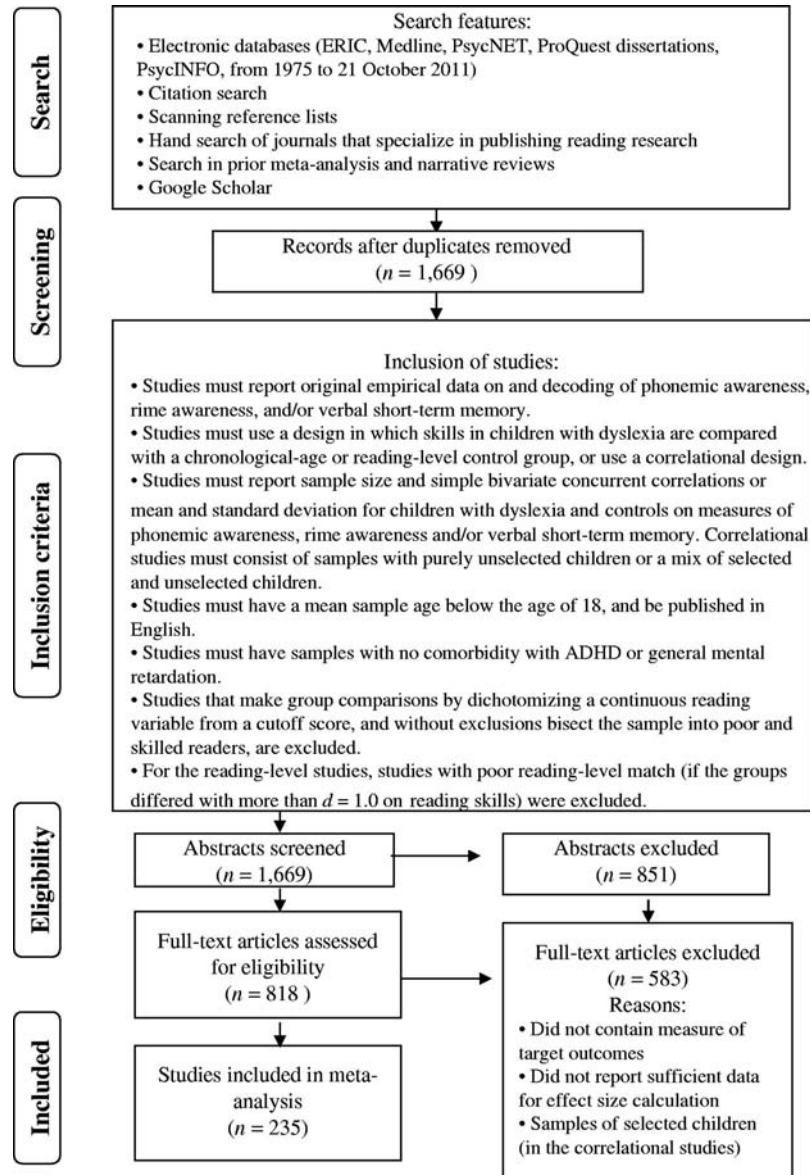 Search
Search features:
• Electronic databases (ERIC, Medline, PsycNET, ProQuest dissertations,
PsycINFO, from 1975 to 21 October 2011)
• Citation search
• Scanning reference lists
• Hand search of journals that specialize in publishing reading research
• Search in prior meta-analysis and narrative reviews
• Google Scholar
Screening
Records after duplicates removed
(n = 1,669 )
Inclusion criteria
Inclusion of studies:
• Studies must report original empirical data on and decoding of phonemic awareness,
rime awareness, and/or verbal short-term memory.
• Studies must use a design in which skills in children with dyslexia are compared
with a chronological-age or reading-level control group, or use a correlational design.
• Studies must report sample size and simple bivariate concurrent correlations or
mean and standard deviation for children with dyslexia and controls on measures of
phonemic awareness, rime awareness and/or verbal short-term memory. Correlational
studies must consist of samples with purely unselected children or a mix of selected
and unselected children.
• Studies must have a mean sample age below the age of 18, and be published in
English.
• Studies must have samples with no comorbidity with ADHD or general mental
retardation.
• Studies that make group comparisons by dichotomizing a continuous reading
variable from a cutoff score, and without exclusions bisect the sample into poor and
skilled readers, are excluded.
• For the reading-level studies, studies with poor reading-level match (if the groups
differed with more than d = 1.0 on reading skills) were excluded.
Eligibility
Abstracts screened
(n = 1,669)
Abstracts excluded
(n = 851)
Full-text articles assessed
for eligibility
(n = 818 )
Full-text articles excluded
(n = 583)
Reasons:
• Did not contain measure of
target outcomes
• Did not report sufficient data
for effect size calculation
• Samples of selected children
(in the correlational studies)
Included
Studies included in meta-
analysis
(n = 235)